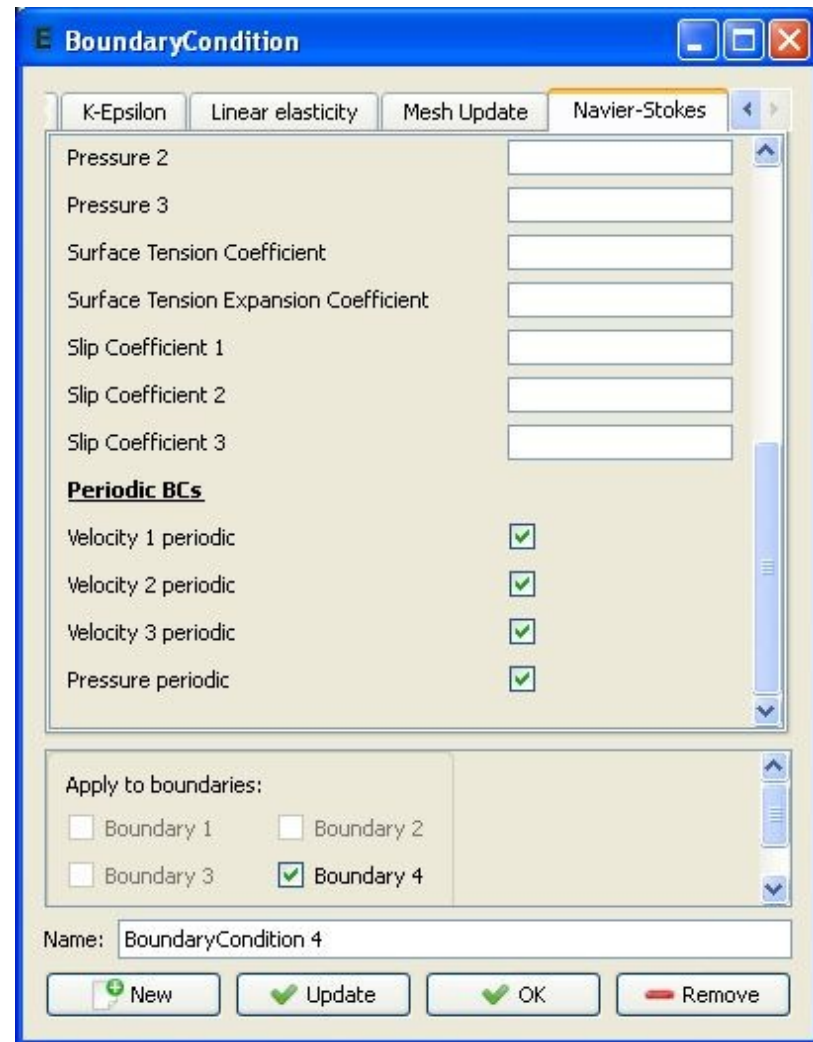 E BoundaryCondition
K-Epsilon Linear elasticity Mesh Update Navier-Stokes
Pressure 2
Pressure 3
Surface Tension Coefficient
Surface Tension Expansion Coefficient
Slip Coefficient 1
Slip Coefficient 2
Slip Coefficient 3
Periodic BCs
Velocity 1 periodic
Velocity 2 periodic
Velocity 3 periodic
Pressure periodic
Apply to boundaries:
Boundary 1 Boundary 2
Boundary 3 Boundary 4
Name: BoundaryCondition 4
New Update OK Remove